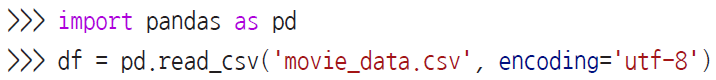 >>> import pandas as pd
>>> df = pd.read_csv('movie_data.csv', encoding='utf-8')